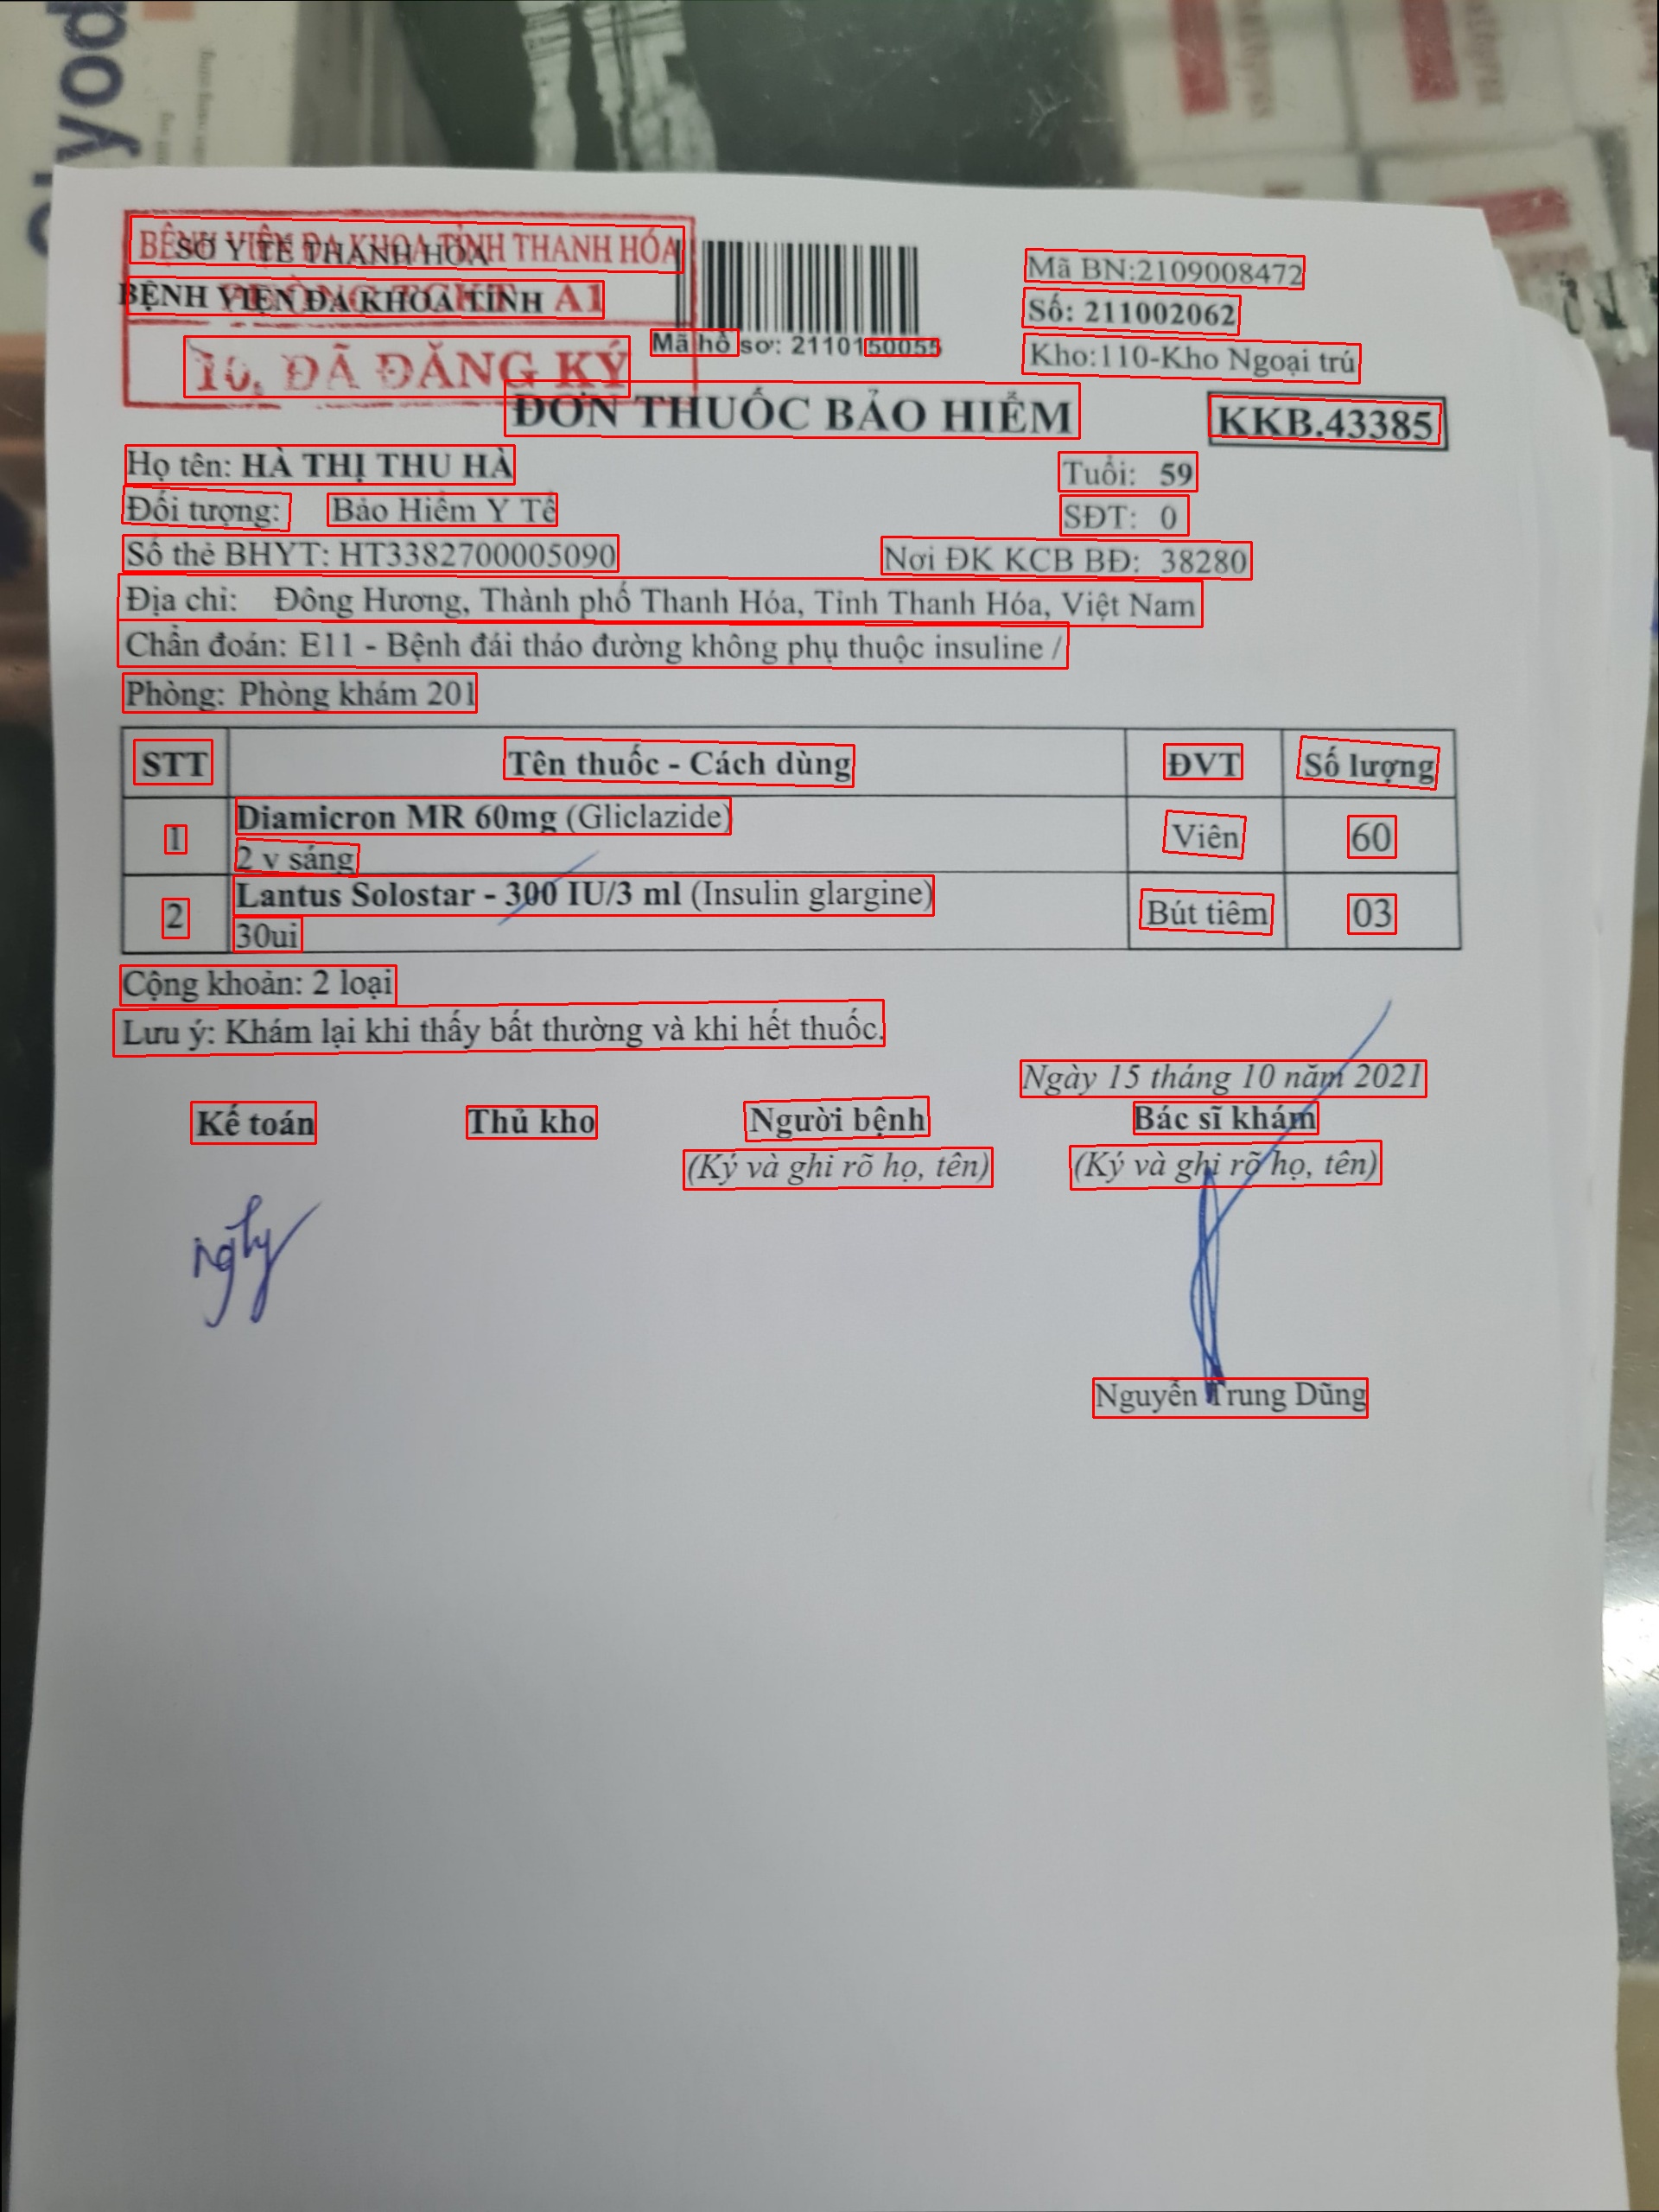 BỆNH VIỆN ĐA KHOA TỈNH THANH HÓA
SỞ Y TẾ THANH HÓA
BỆNH VIỆN ĐA KHOA TỈNH
PHÒNG TCKT A1
ĐÃ ĐĂNG KÝ
Mã hồ sơ: 2110150055
Mã BN:2109008472
Số: 211002062
Kho:110-Kho Ngoại trú
ĐƠN THUỐC BẢO HIỂM
KKB.43385
Họ tên: HÀ THỊ THU HÀ Tuổi: 59
Đối tượng: Bảo Hiểm Y Tế SĐT: 0
Số thẻ BHYT: HT3382700005090 Nơi ĐK KCB BĐ: 38280
Địa chỉ: Đông Hương, Thành phố Thanh Hóa, Tỉnh Thanh Hóa, Việt Nam
Chẩn đoán: E11 - Bệnh đái tháo đường không phụ thuộc insuline /
Phòng: Phòng khám 201
STT Tên thuốc - Cách dùng ĐVT Số lượng
1 Diamicron MR 60mg (Gliclazide) Viên 60
2 v sáng
2 Lantus Solostar - 300 IU/3 ml (Insulin glargine) Bút tiêm 03
30ui
Cộng khoản: 2 loại
Lưu ý: Khám lại khi thấy bất thường và khi hết thuốc.
Ngày 15 tháng 10 năm 2021
Kế toán Thủ kho Người bệnh Bác sĩ khám
(Ký và ghi rõ họ, tên) (Ký và ghi rõ họ, tên)
Nguyễn Trung Dũng